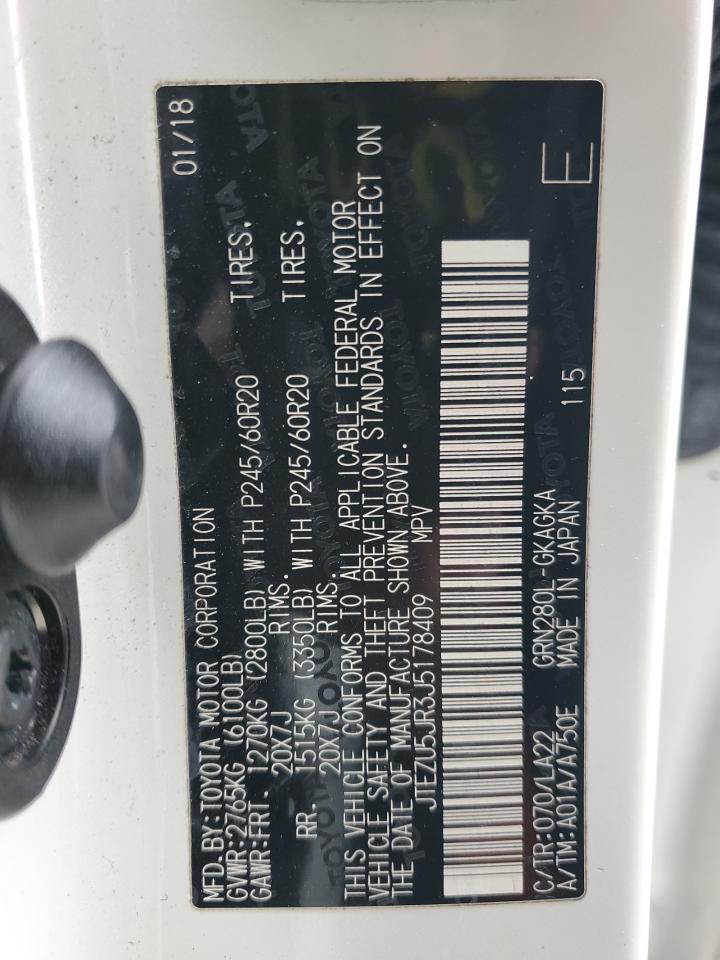 MFD.BY:TOYOTA MOTOR CORPORATION 01/18
GVWR:2765KG (6100LB)
GAWR:FRT 1270KG (2800LB) WITH P245/60R20 TIRES.
20X7J RIMS.
RR. 1515KG (3350LB) WITH P245/60R20 TIRES.
20X7J RIMS.
THIS VEHICLE CONFORMS TO ALL APPLICABLE FEDERAL MOTOR
VEHICLE SAFETY AND THEFT PREVENTION STANDARDS IN EFFECT ON
THE DATE OF MANUFACTURE SHOWN ABOVE.
JTEZU5JR3J5178409 MPV
C/TR:070/LA22 GRN280L-GKAGKA
A/TM:A01A/A750E MADE IN JAPAN 115 E